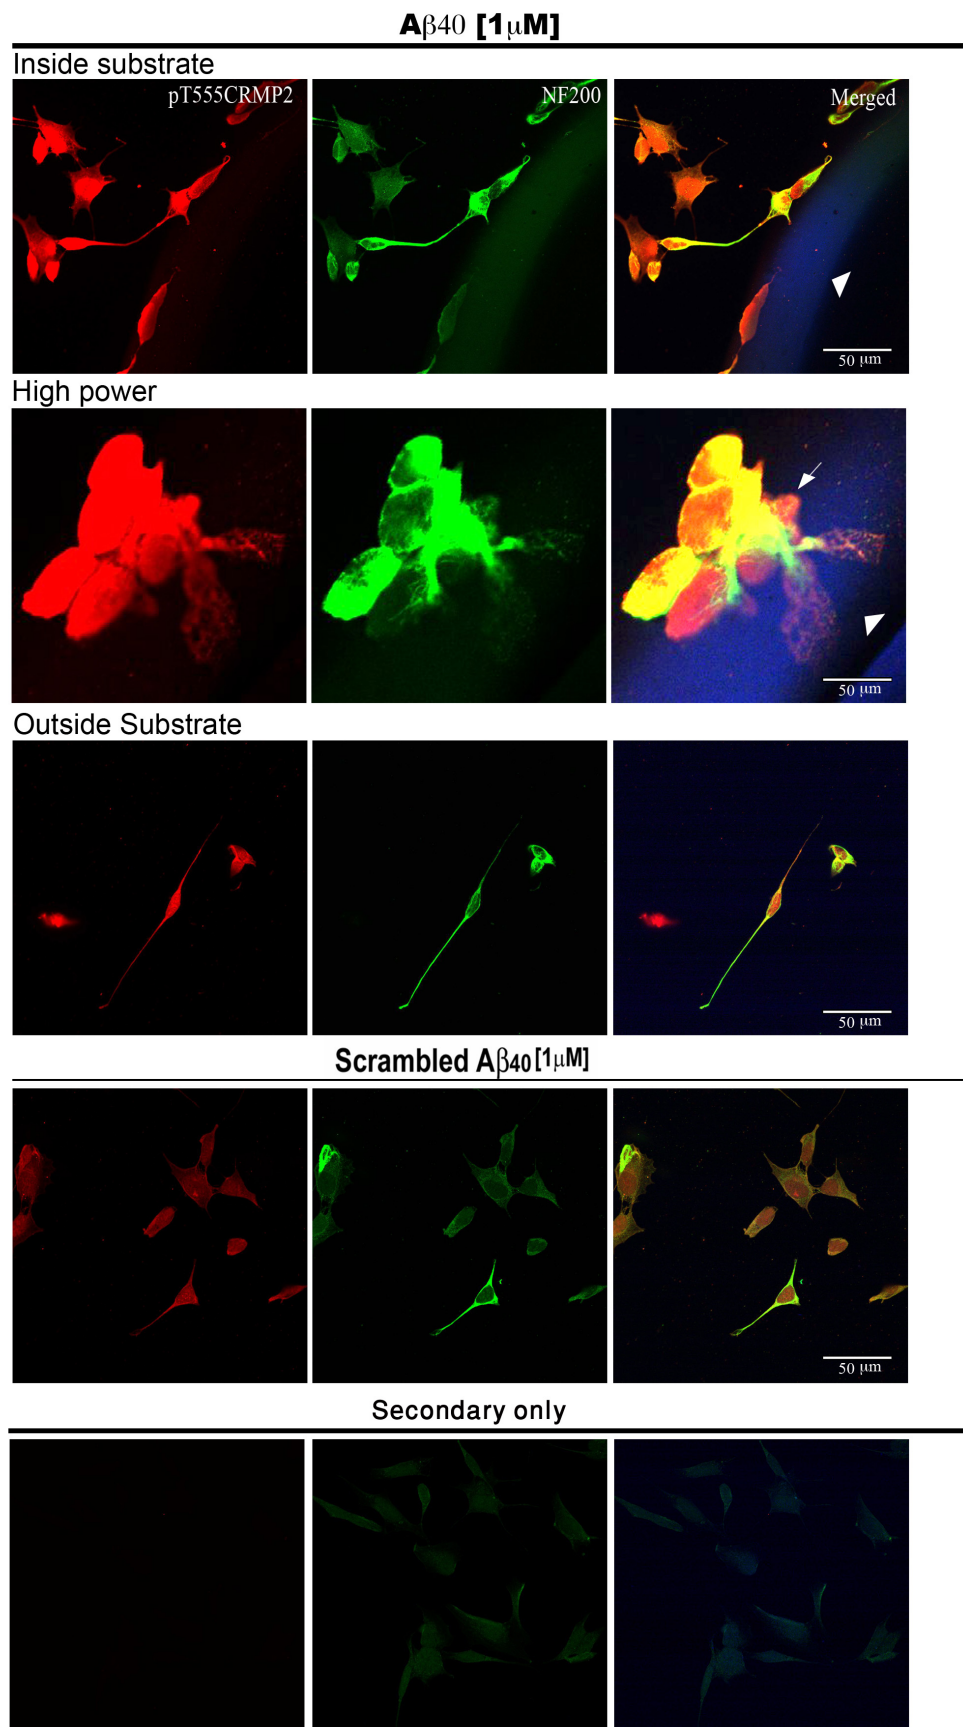 Aβ40 [1µM]
Inside substrate
pT555CRMP2 NF200 Merged
50 µm
High power
50 µm
Outside Substrate
50 µm
Scrambled Aβ40 [1µM]
50 µm
Secondary only